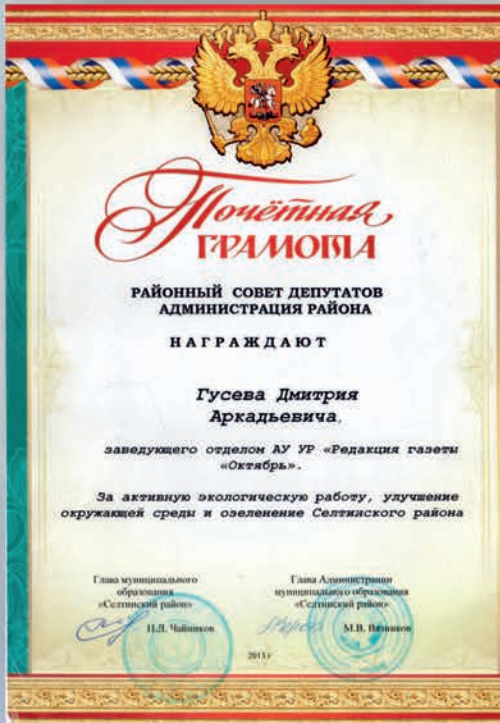 Почётная
ГРАМОТА
РАЙОННЫЙ СОВЕТ ДЕПУТАТОВ
АДМИНИСТРАЦИЯ РАЙОНА
НАГРАЖДАЮТ
Гусева Дмитрия
Аркадьевича,
заведующего отделом АУ УР «Редакция газеты
«Октябрь».
За активную экологическую работу, улучшение
окружающей среды и озеленение Селтинского района
Глава муниципального
образования
«Селтинский район»
Глава Администрации
муниципального образования
«Селтинский район»
П.Л. Чайников
М.В. Вязников
2013 г